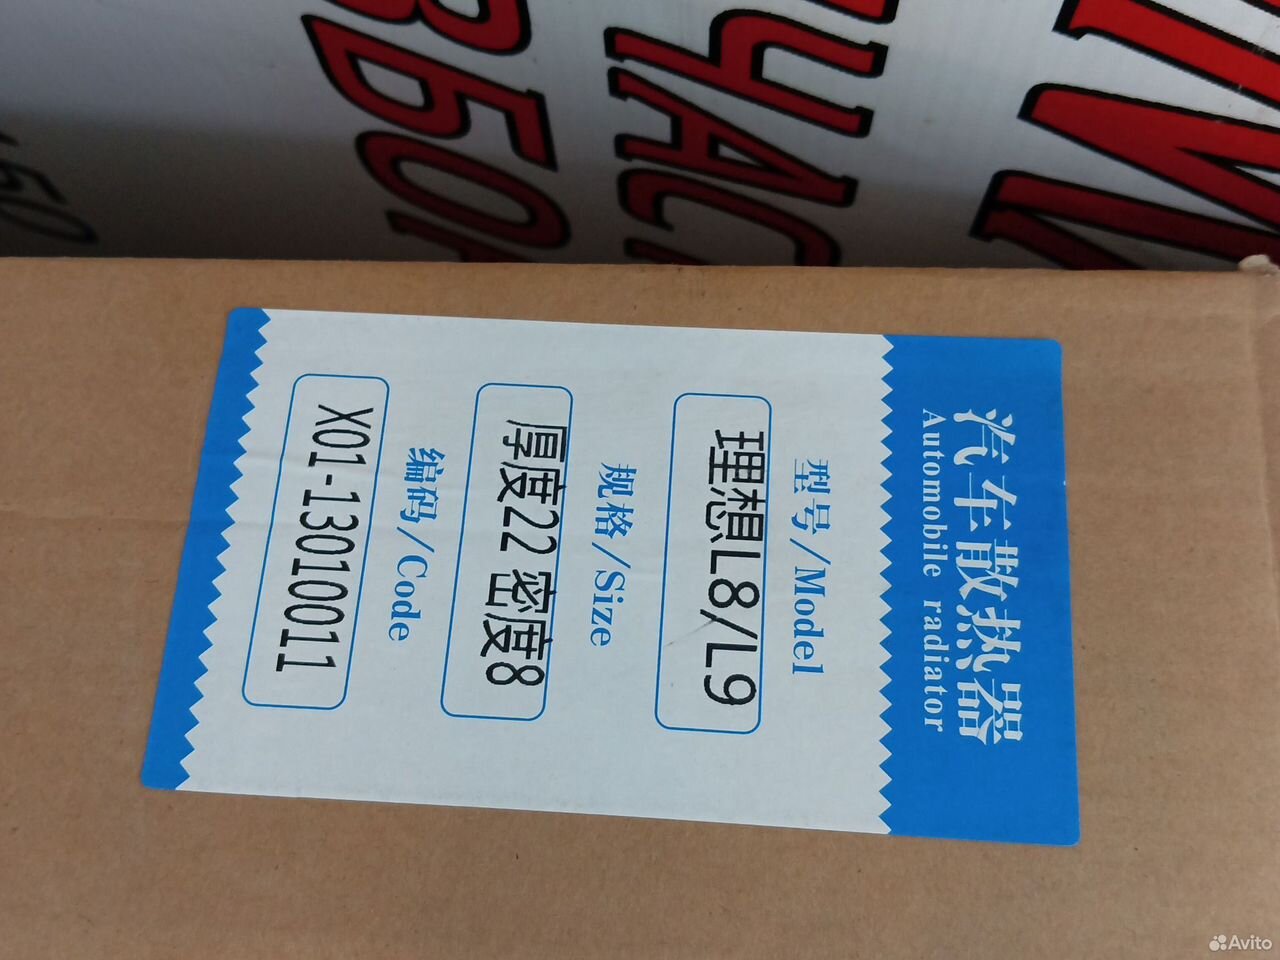 汽车散热器
Automobile radiator
型号/Model
理想L8/L9
规格/Size
厚度22 密度8
编码/Code
X01-13010011
Avito